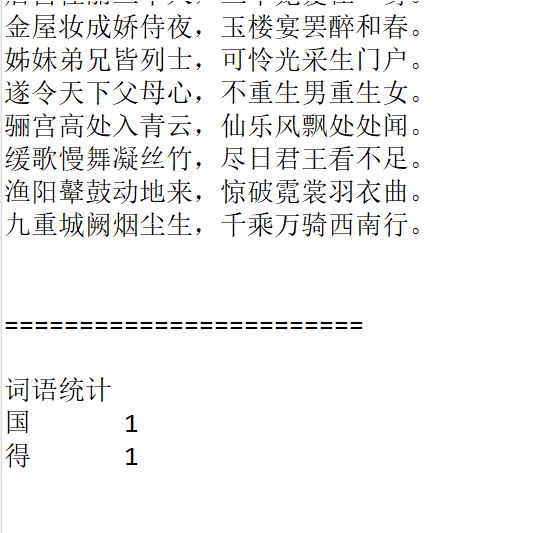 金屋妆成娇侍夜，玉楼宴罢醉和春。
姊妹弟兄皆列士，可怜光采生门户。
遂令天下父母心，不重生男重生女。
骊宫高处入青云，仙乐风飘处处闻。
缓歌慢舞凝丝竹，尽日君王看不足。
渔阳鼙鼓动地来，惊破霓裳羽衣曲。
九重城阙烟尘生，千乘万骑西南行。
========================
词语统计
国 1
得 1